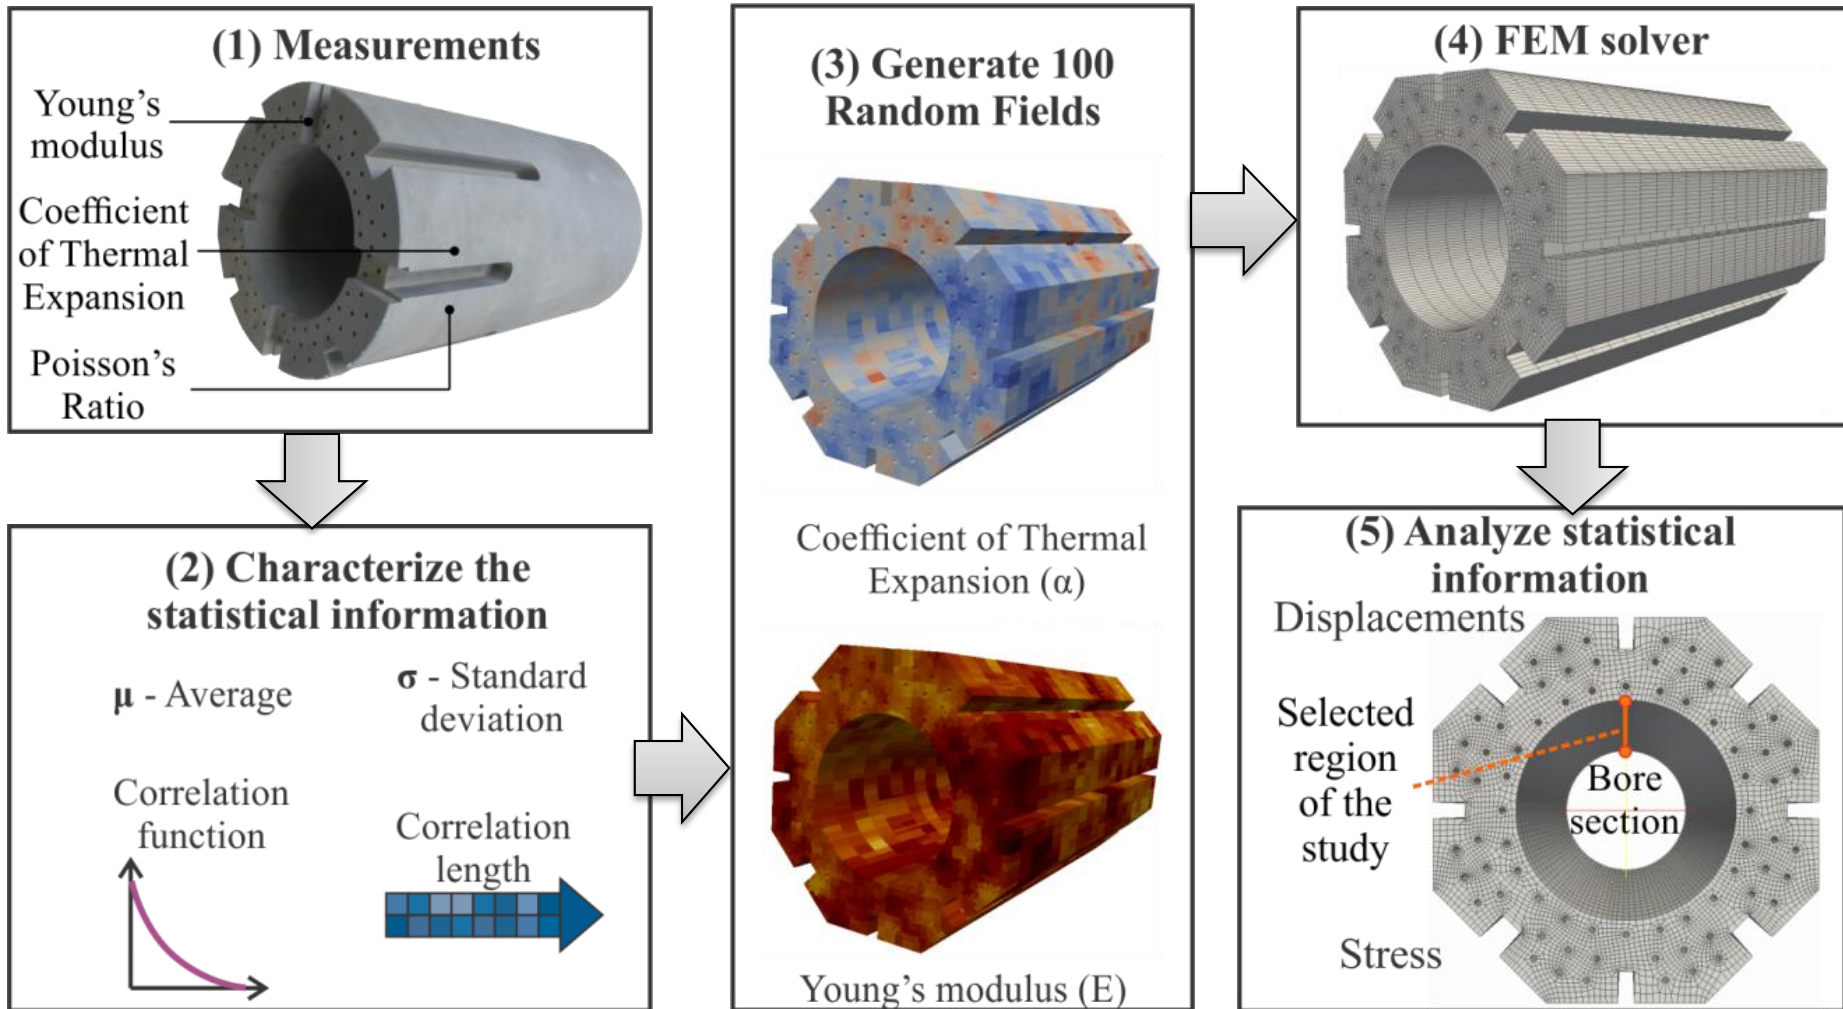 (1) Measurements
Young’s
modulus
Coefficient
of Thermal
Expansion
Poisson’s
Ratio
(2) Characterize the
statistical information
μ - Average
σ - Standard
deviation
Correlation
function
Correlation
length
(3) Generate 100
Random Fields
Coefficient of Thermal
Expansion (α)
Young’s modulus (E)
(4) FEM solver
(5) Analyze statistical
information
Displacements
Selected
region
of the
study
Bore
section
Stress